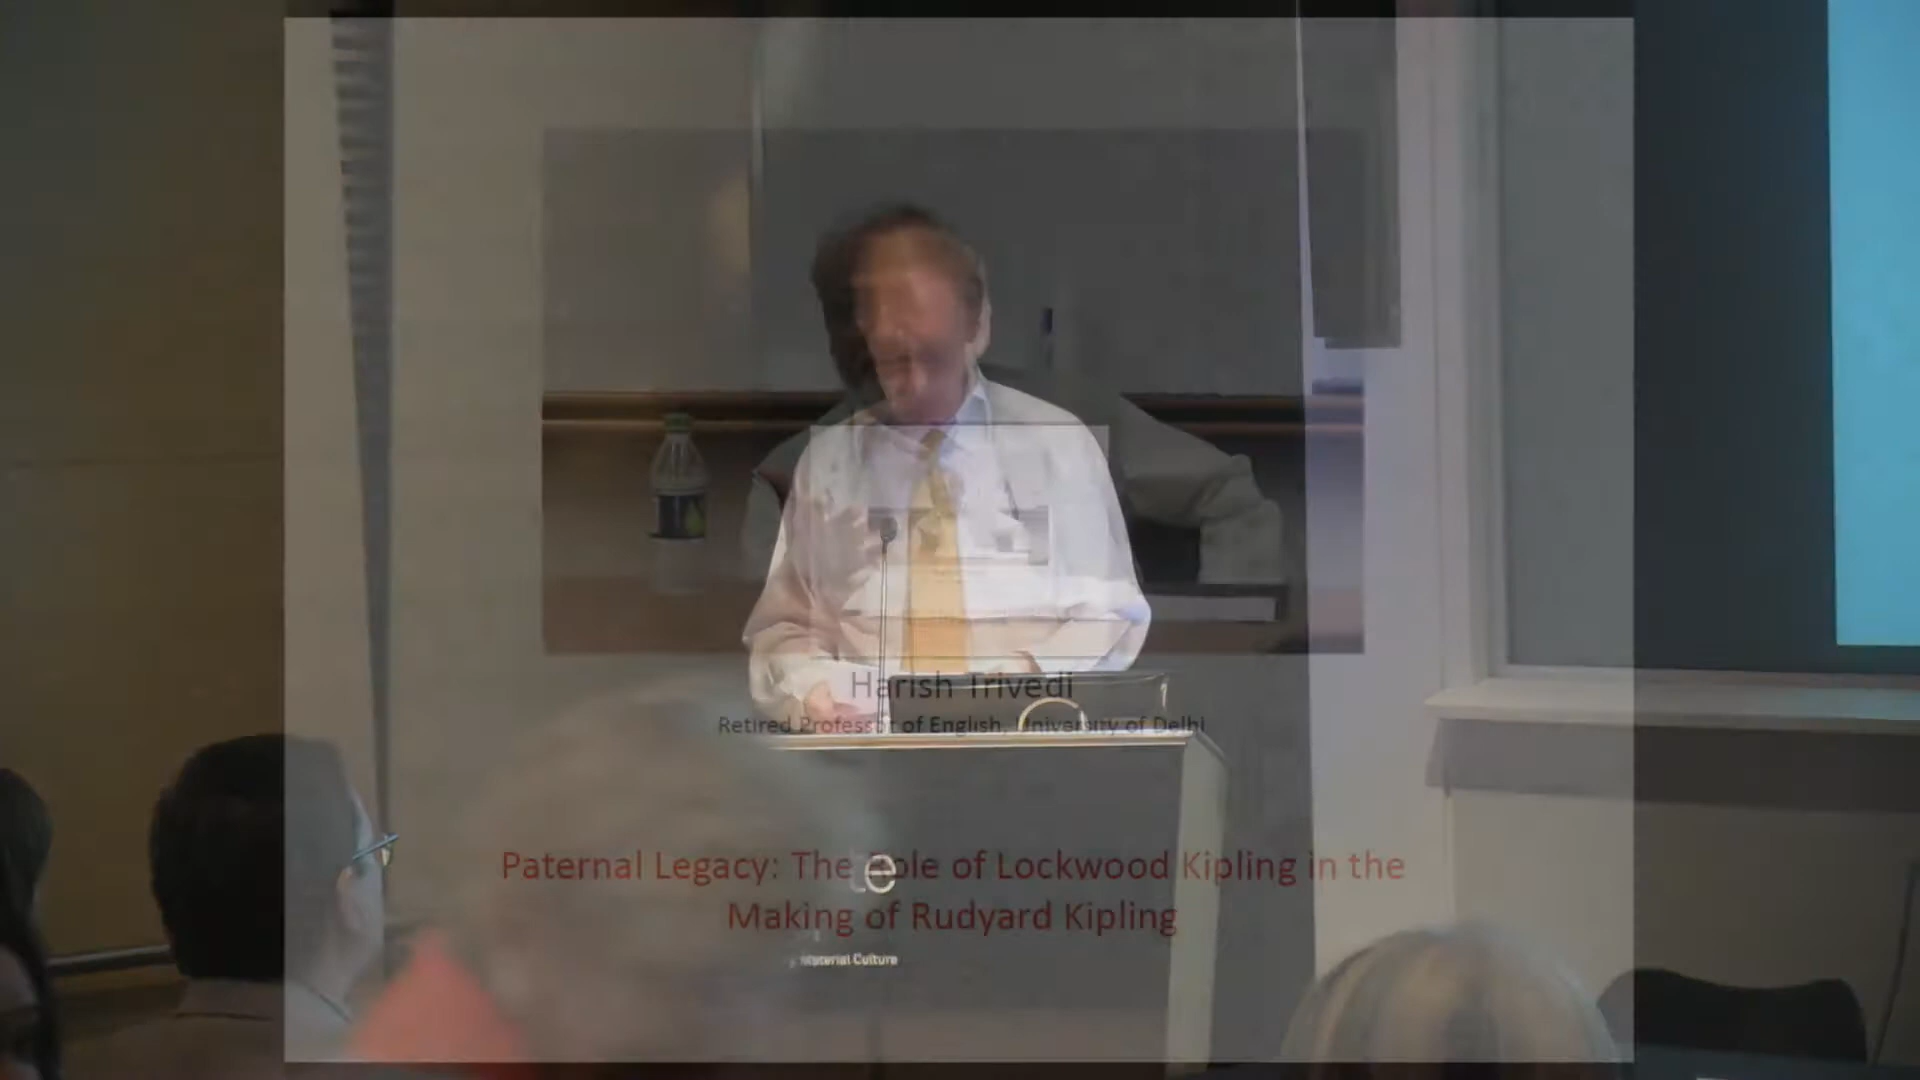 Harish Trivedi
Retired Professor of English, University of Delhi
Paternal Legacy: The Role of Lockwood Kipling in the
Making of Rudyard Kipling
Material Culture